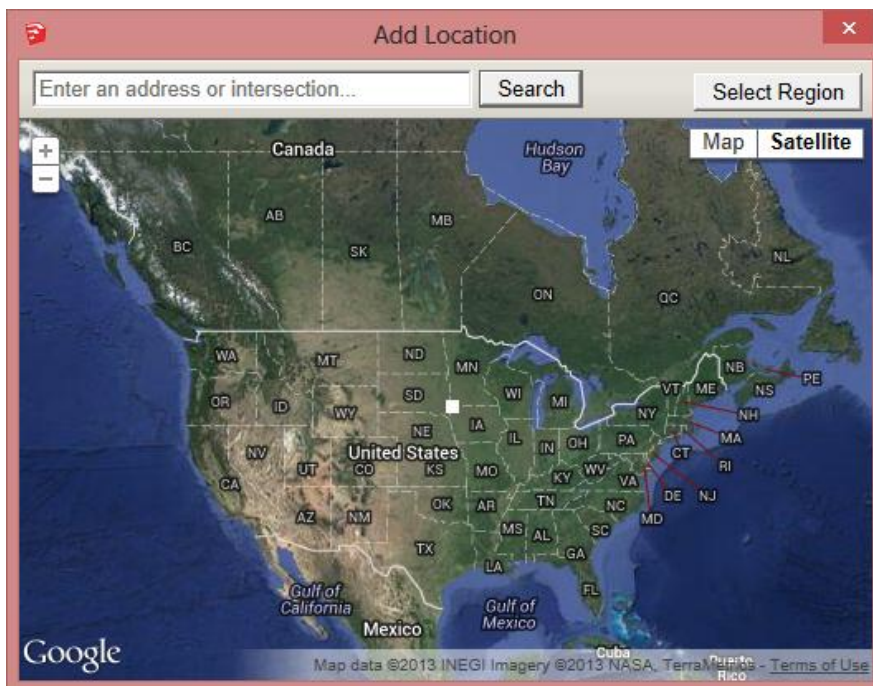 Add Location
Enter an address or intersection...
Search
Select Region
+
−
Canada
Hudson
Bay
Map
Satellite
AB
MB
BC
SK
NL
ON
QC
WA
MT
ND
MN
NB
PE
OR
ID
WY
SD
WI
MI
VT
ME
NS
NY
NH
NV
NE
IA
IL
IN
OH
PA
MA
United States
UT
CO
KS
MO
KY
WV
VA
CT
RI
CA
DE
NJ
MD
AZ
NM
OK
AR
TN
NC
TX
MS
AL
SC
GA
LA
FL
Gulf of
California
Gulf of
Mexico
Mexico
Cuba
Puerto
Rico
Google
Map data ©2013 INEGI Imagery ©2013 NASA, TerraMetrics - Terms of Use